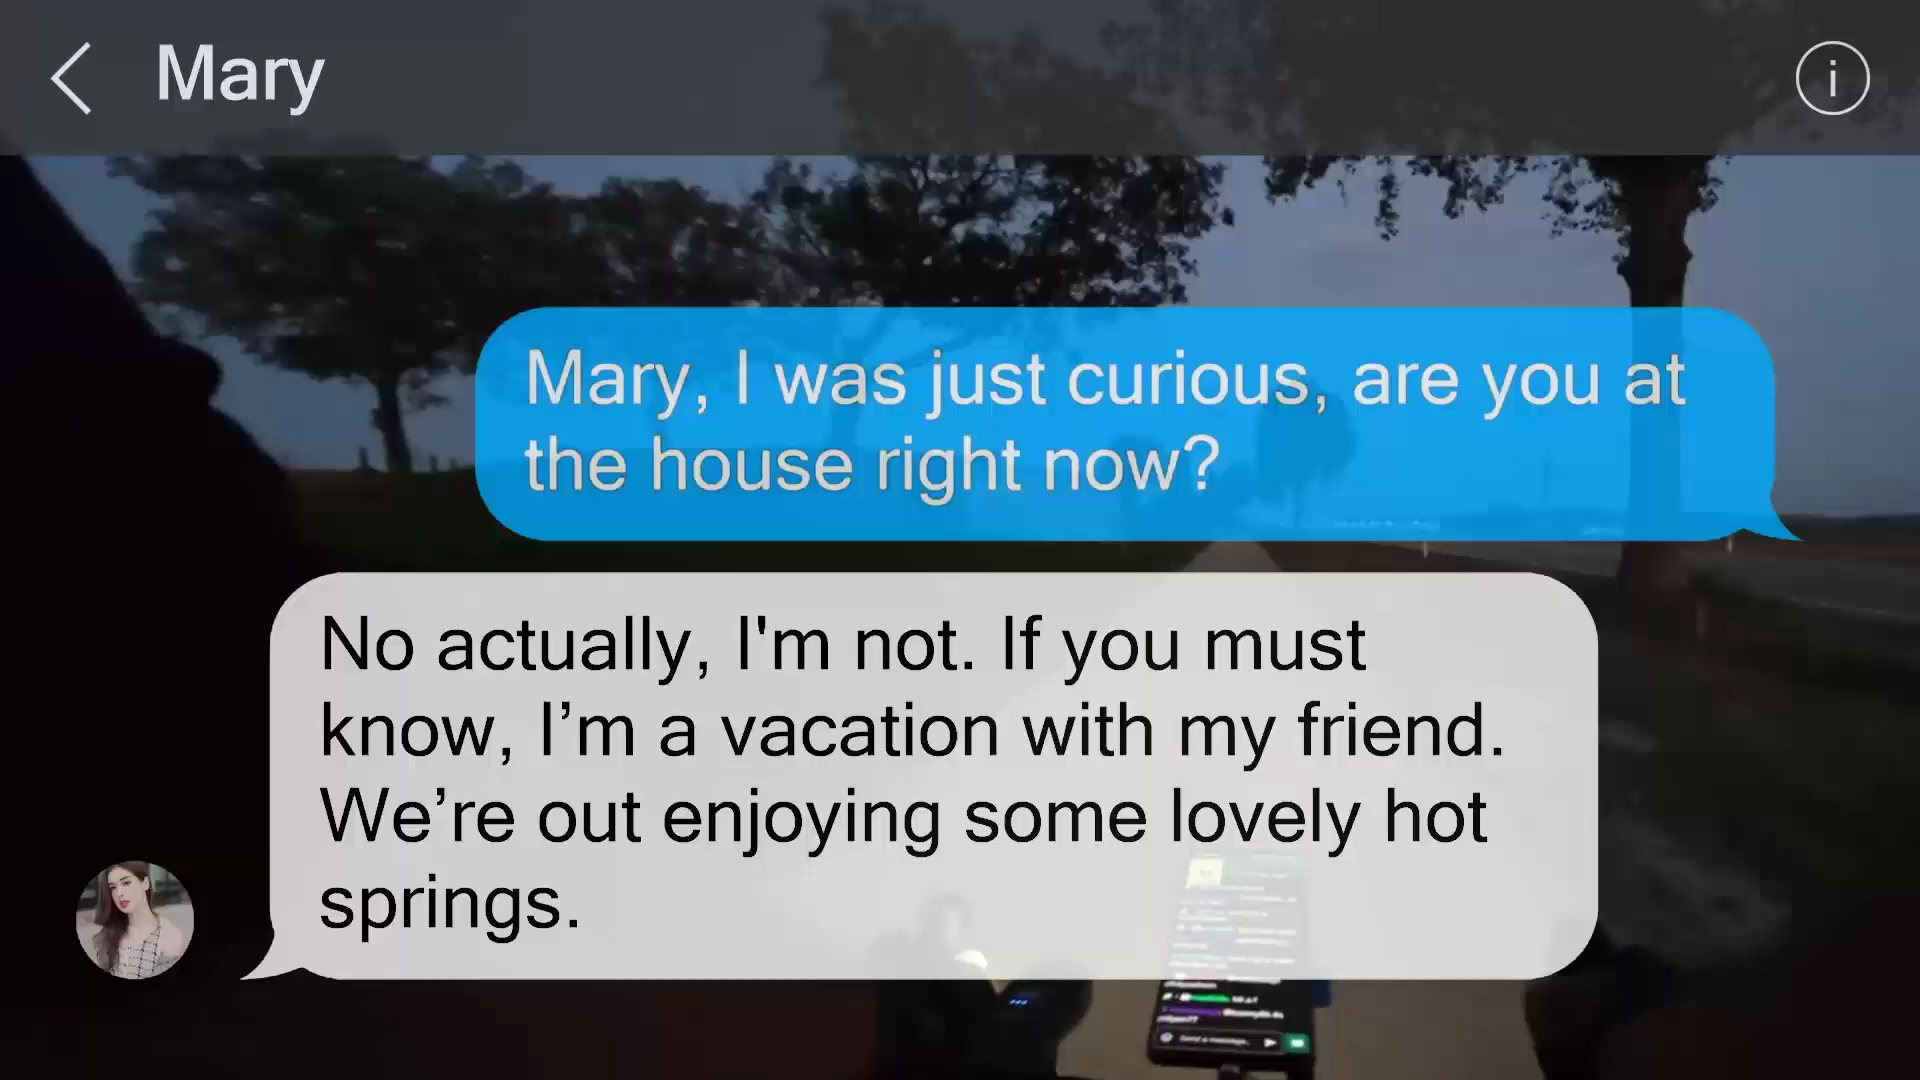 Mary
Mary, I was just curious, are you at
the house right now?
No actually, I'm not. If you must
know, I’m a vacation with my friend.
We’re out enjoying some lovely hot
springs.